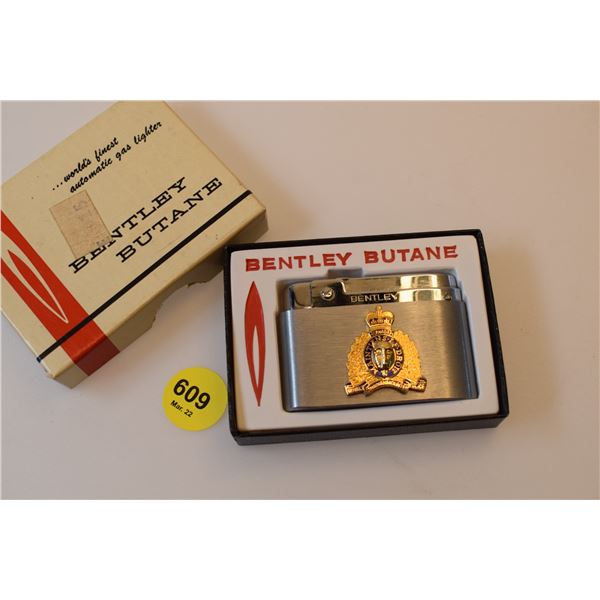 ...world's finest
automatic gas lighter
BENTLEY
BUTANE
BENTLEY BUTANE
BENTLEY
609
Mar. 22